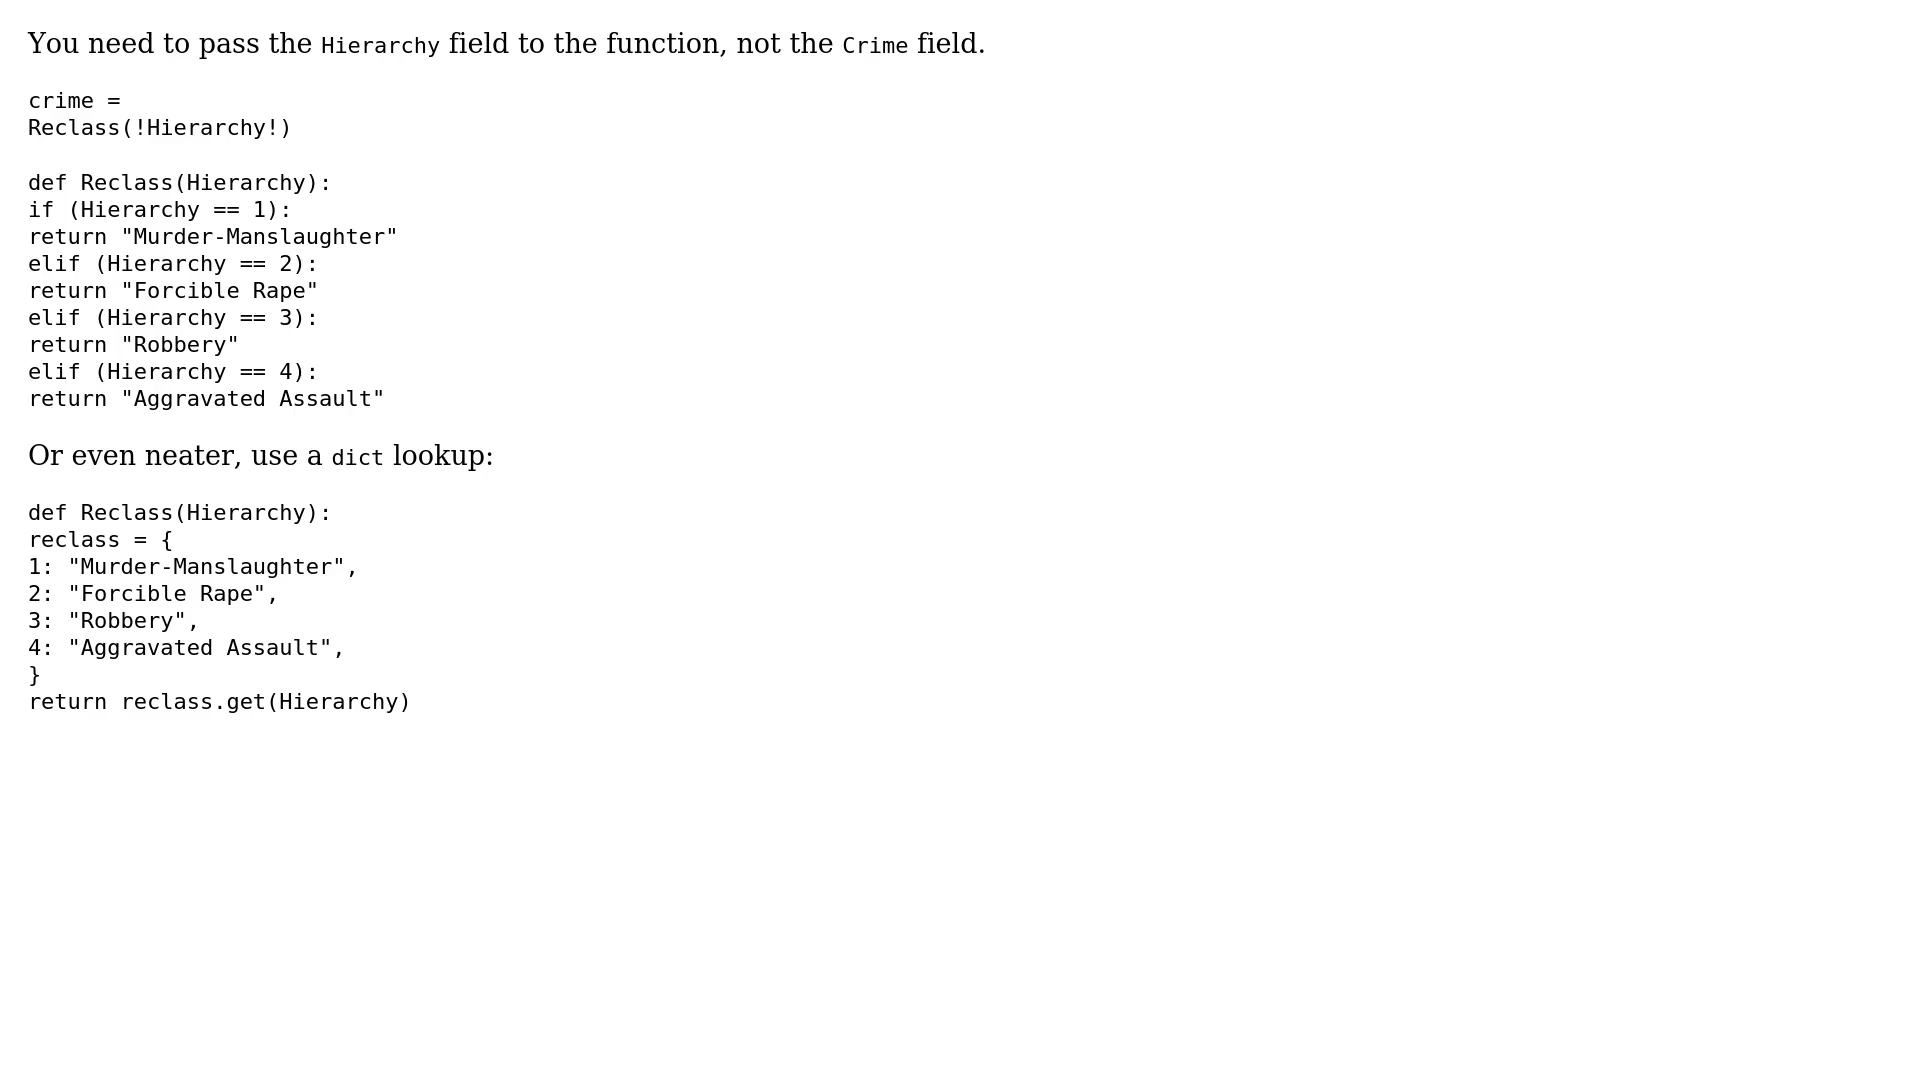 You need to pass the Hierarchy field to the function, not the Crime field.
crime =
Reclass(!Hierarchy!)
def Reclass(Hierarchy):
if (Hierarchy == 1):
return "Murder-Manslaughter"
elif (Hierarchy == 2):
return "Forcible Rape"
elif (Hierarchy == 3):
return "Robbery"
elif (Hierarchy == 4):
return "Aggravated Assault"
Or even neater, use a dict lookup:
def Reclass(Hierarchy):
reclass = {
1: "Murder-Manslaughter",
2: "Forcible Rape",
3: "Robbery",
4: "Aggravated Assault",
}
return reclass.get(Hierarchy)